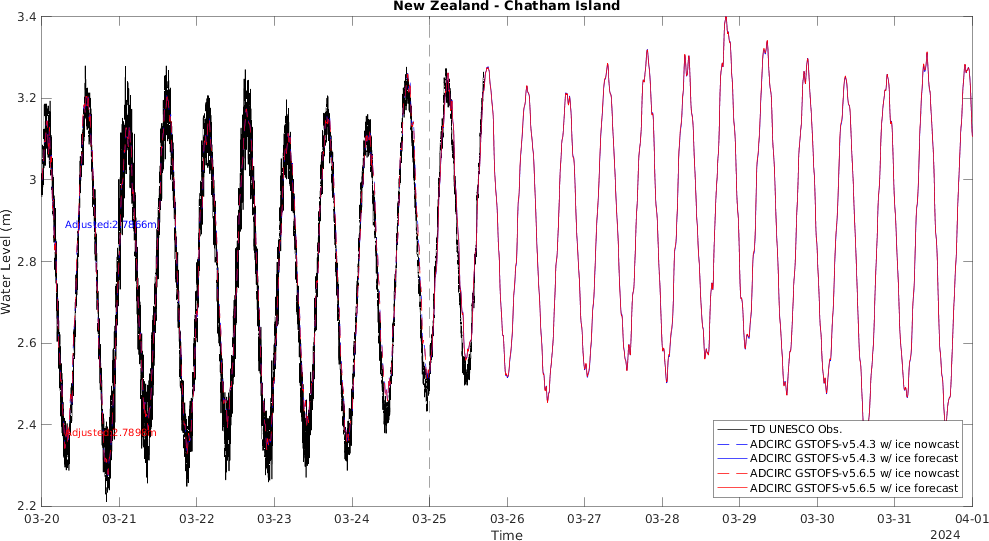 New Zealand - Chatham Island
3.4
3.2
3
2.8
2.6
2.4
2.2
Water Level (m)
Adjusted:2.7866m
TD UNESCO Obs.
ADCIRC GSTOFS-v5.4.3 w/ ice nowcast
ADCIRC GSTOFS-v5.4.3 w/ ice forecast
ADCIRC GSTOFS-v5.6.5 w/ ice nowcast
ADCIRC GSTOFS-v5.6.5 w/ ice forecast
03-20 03-21 03-22 03-23 03-24 03-25 03-26 03-27 03-28 03-29 03-30 03-31 04-01
Time
2024